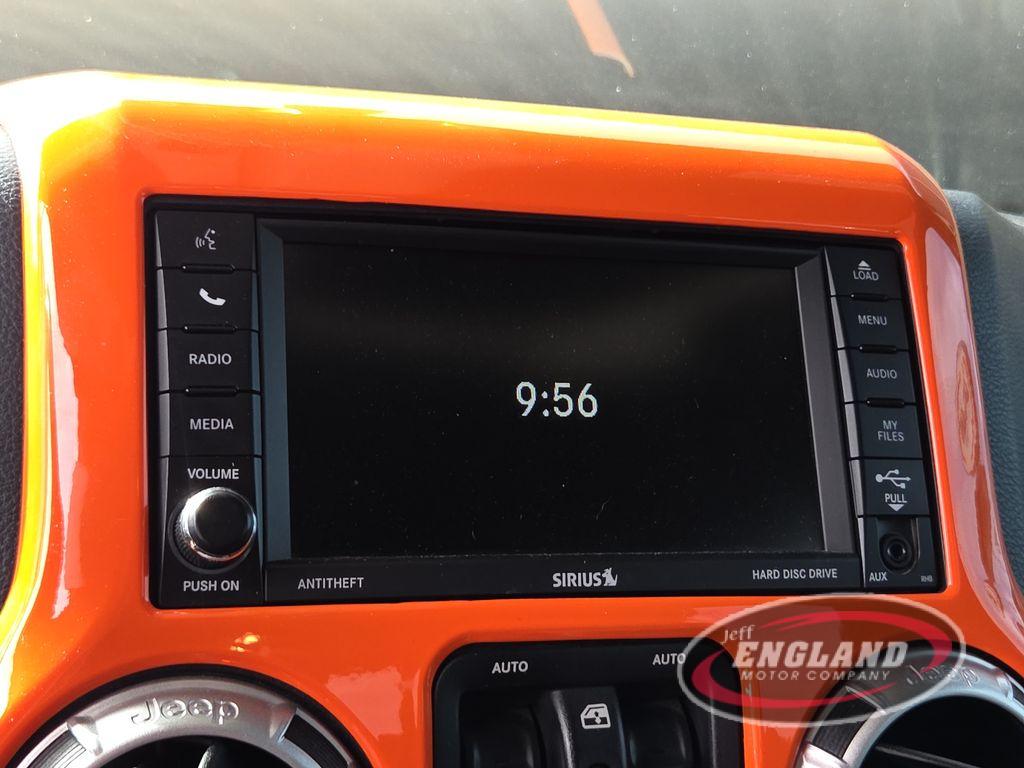 LOAD
MENU
RADIO
AUDIO
MEDIA
9:56
MY
FILES
VOLUME
PULL
PUSH ON
ANTITHEFT
SIRIUS
HARD DISC DRIVE
AUX
RHB
AUTO
AUTO
Jeff
ENGLAND
MOTOR COMPANY
Jeep
Jeep